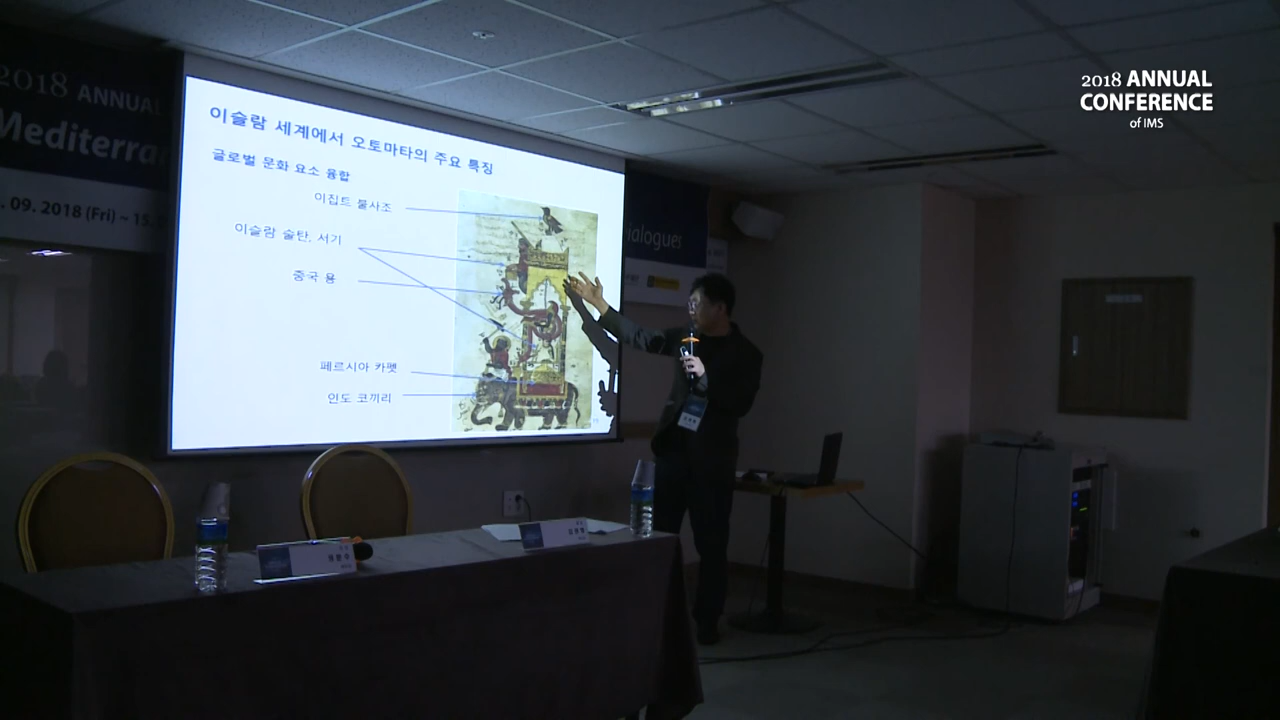 2018 ANNUAL
CONFERENCE
of IMS
2018 ANNUAL
Mediterra
. 09. 2018 (Fri) ~ 15.
ialogues
이슬람 세계에서 오토마타의 주요 특징
글로벌 문화 요소 융합
이집트 불사조
이슬람 술탄, 서기
중국 용
페르시아 카펫
인도 코끼리